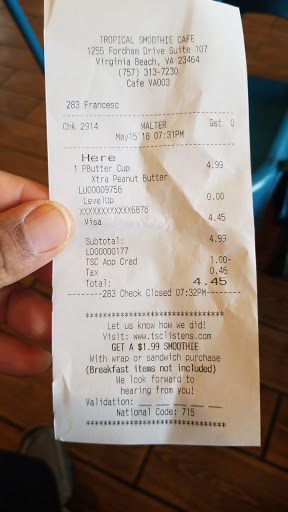 TROPICAL SMOOTHIE CAFE
1255 Fordham Drive Suite 107
Virginia Beach, VA 23464
(757) 313-7230
Cafe VA003
283 Francesc
Chk 2914 WALTER Gst 0
May15'18 07:31PM
Here
1 PButter Cup 4.99
Xtra Peanut Butter
LU00009756
LevelUp 0.00
XXXXXXXXXXXX6878
Visa 4.45
Subtotal: 4.99
LD00000177
TSC App Cred 1.00-
Tax 0.46
Total: 4.45
--------283 Check Closed 07:32PM--------
************************************
Let us know how we did!
Visit: www.tsclistens.com
GET A $1.99 SMOOTHIE
With wrap or sandwich purchase
(Breakfast items not included)
We look forward to
hearing from you!
Validation: _ _ _ _ _ _ _
National Code: 715
************************************